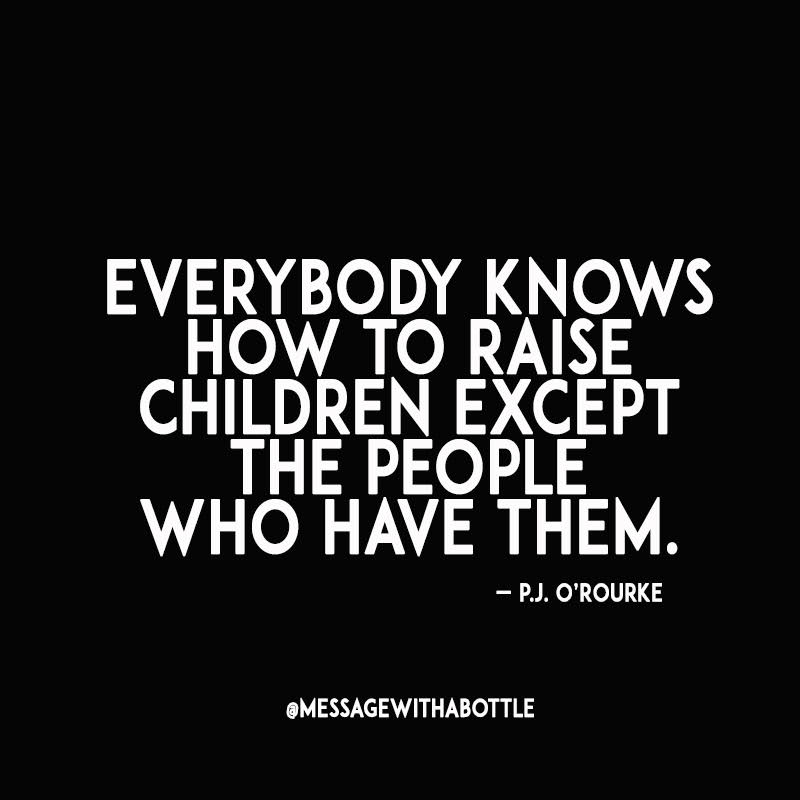 EVERYBODY KNOWS
HOW TO RAISE
CHILDREN EXCEPT
THE PEOPLE
WHO HAVE THEM.
– P.J. O'ROURKE
@MESSAGEWITHABOTTLE